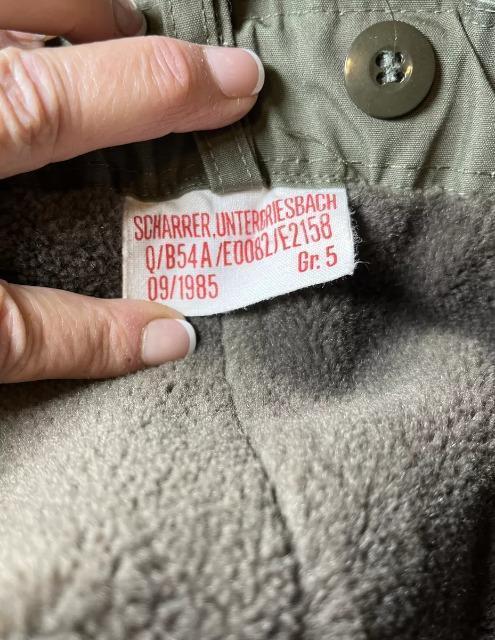 SCHARRER,UNTERGRIESBACH
Q/B54A/E0082/E2158
Gr. 5
09/1985